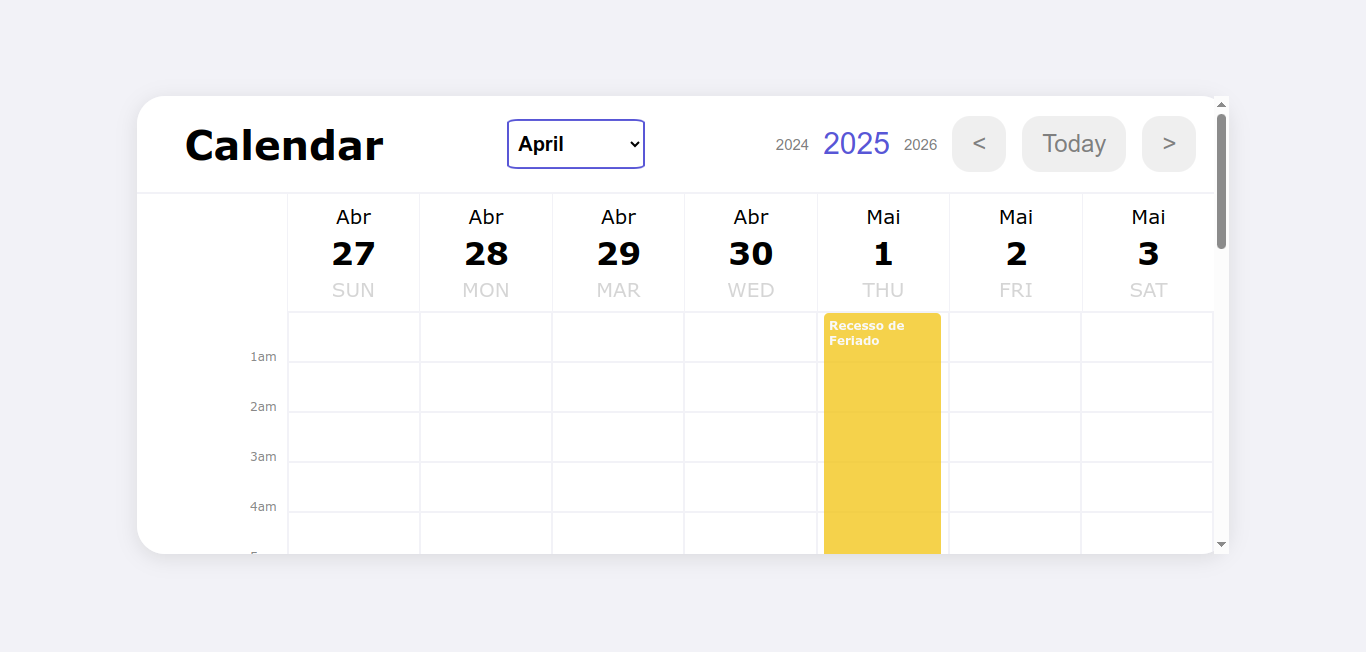 Calendar
April
2024 2025 2026 < Today >
Abr Abr Abr Abr Mai Mai Mai
27 28 29 30 1 2 3
SUN MON MAR WED THU FRI SAT
Recesso de
Feriado
1am
2am
3am
4am